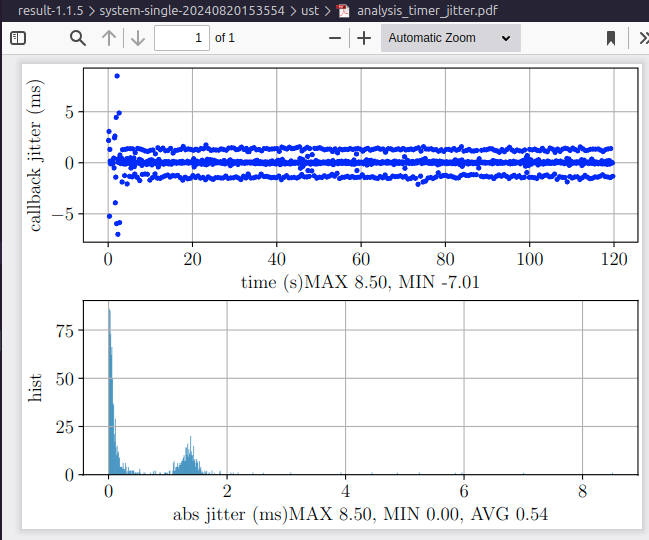 result-1.1.5 > system-single-20240820153554 > ust > analysis_timer_jitter.pdf
1 of 1 Automatic Zoom
callback jitter (ms)
5
0
−5
0 20 40 60 80 100 120
time (s)MAX 8.50, MIN -7.01
hist
75
50
25
0
0 2 4 6 8
abs jitter (ms)MAX 8.50, MIN 0.00, AVG 0.54